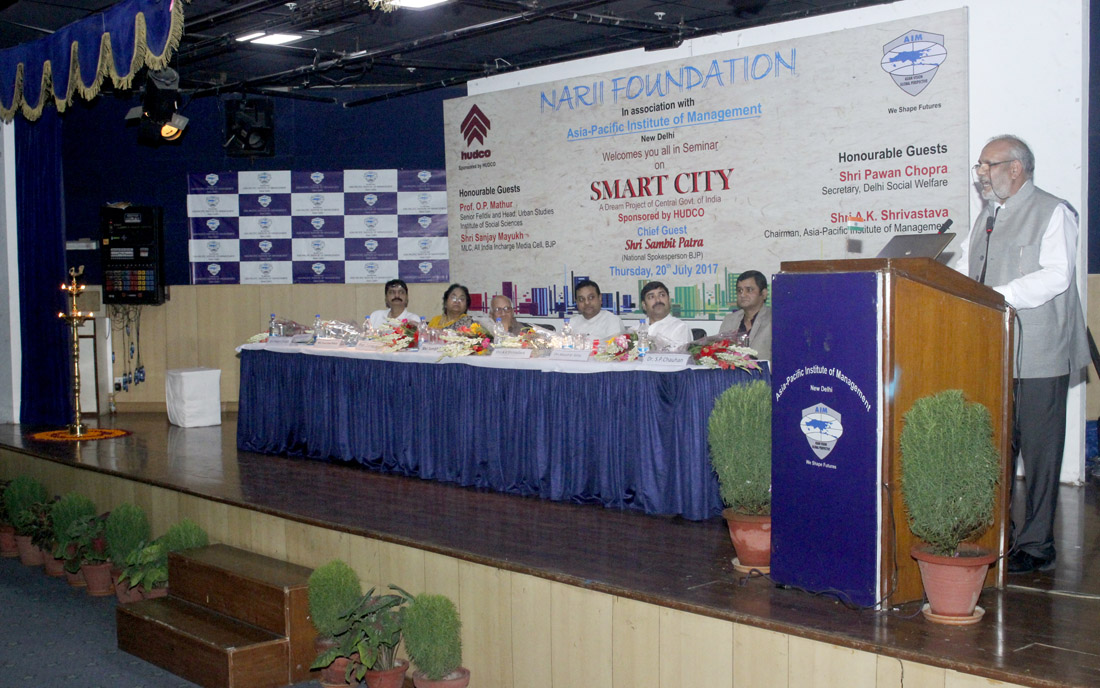 NARII FOUNDATION
In association with
Asia-Pacific Institute of Management
New Delhi
Welcomes you all in Seminar
on
SMART CITY
A Dream Project of Central Govt. of India
Sponsored by HUDCO
Chief Guest
Shri Sambit Patra
(National Spokesperson BJP)
Thursday, 20th July 2017
hudco
Sponsored by HUDCO
Honourable Guests
Prof. O.P. Mathur
Senior Fellow and Head: Urban Studies
Institute of Social Sciences
Shri Sanjay Mayukh
MLC, All India Incharge Media Cell, BJP
AIM
We Shape Futures
Honourable Guests
Shri Pawan Chopra
Secretary, Delhi Social Welfare
Shri A.K. Shrivastava
Chairman, Asia-Pacific Institute of Management
Dr. S.P. Chauhan
Asia-Pacific Institute of Management
New Delhi
AIM
We Shape Futures